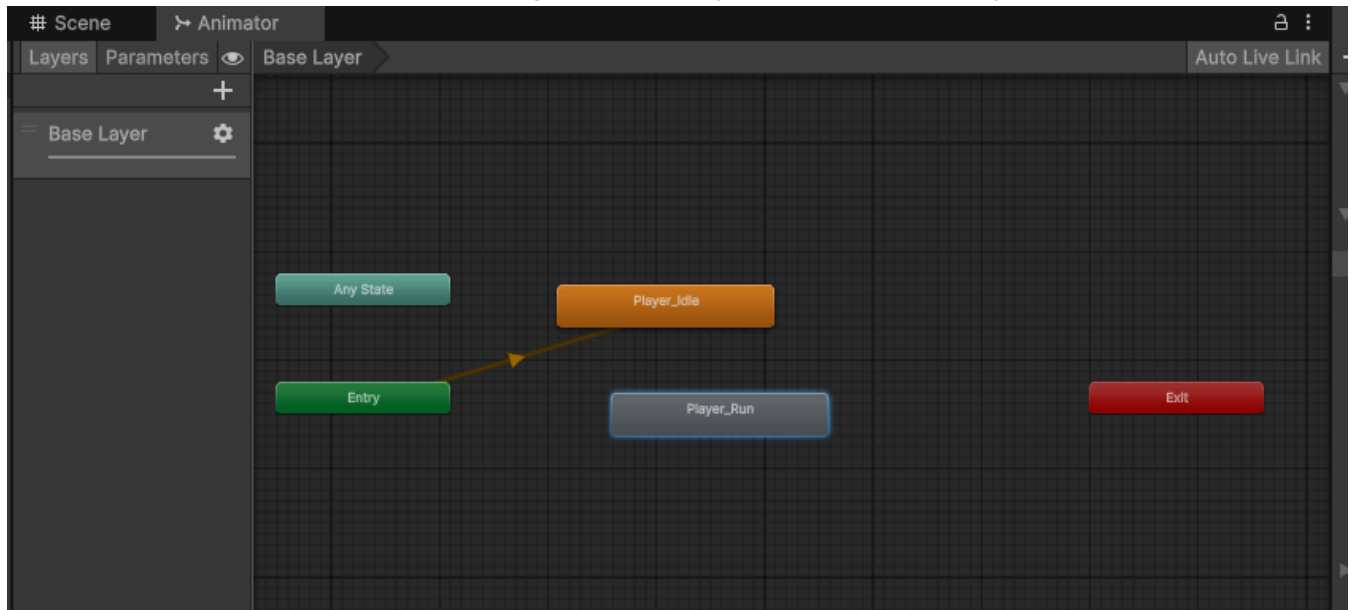 Scene Animator
Layers Parameters Base Layer Auto Live Link
+
Base Layer
Any State
Player_Idle
Entry
Player_Run
Exit